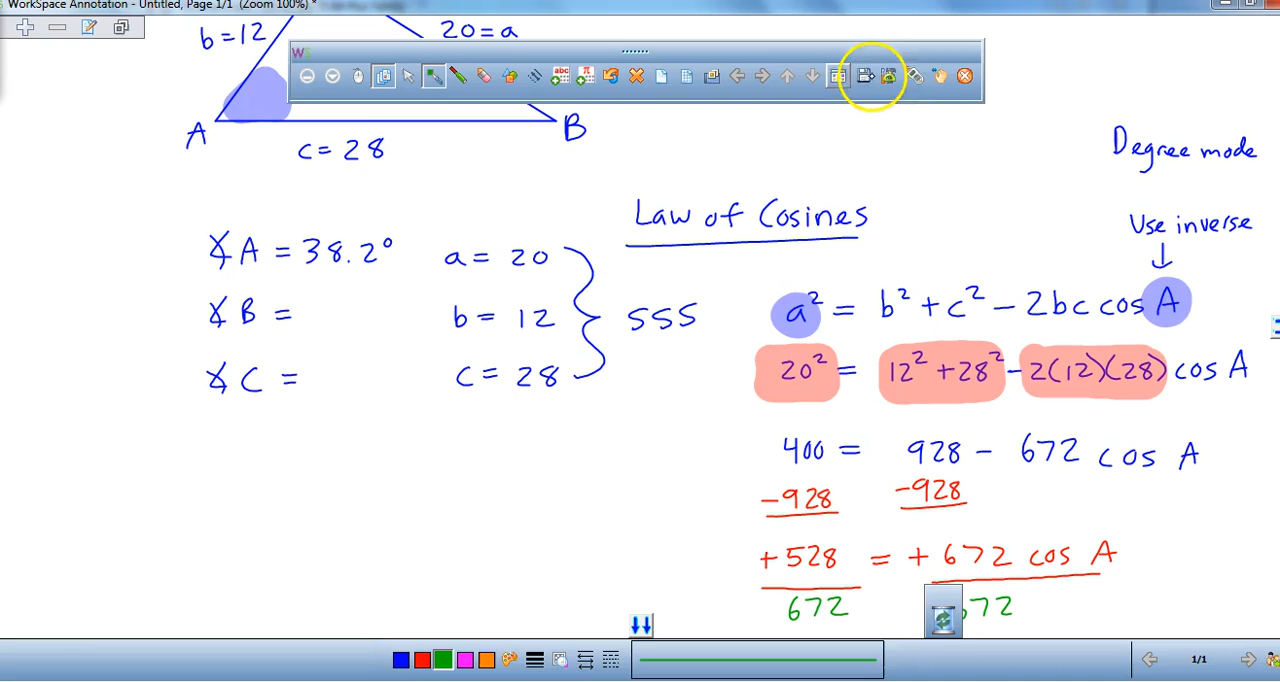 WorkSpace Annotation - Untitled, Page 1/1 (Zoom 100%) *
b = 12
20 = a
A
B
c = 28
Degree mode
Law of Cosines
Use inverse
∡A = 38.2°
a = 20
∡B =
b = 12
SSS
∡C =
c = 28
a² = b² + c² − 2bc cos A
20² = 12² + 28² − 2(12)(28) cos A
400 = 928 − 672 cos A
−928 −928
+528 = +672 cos A
672 672
1/1